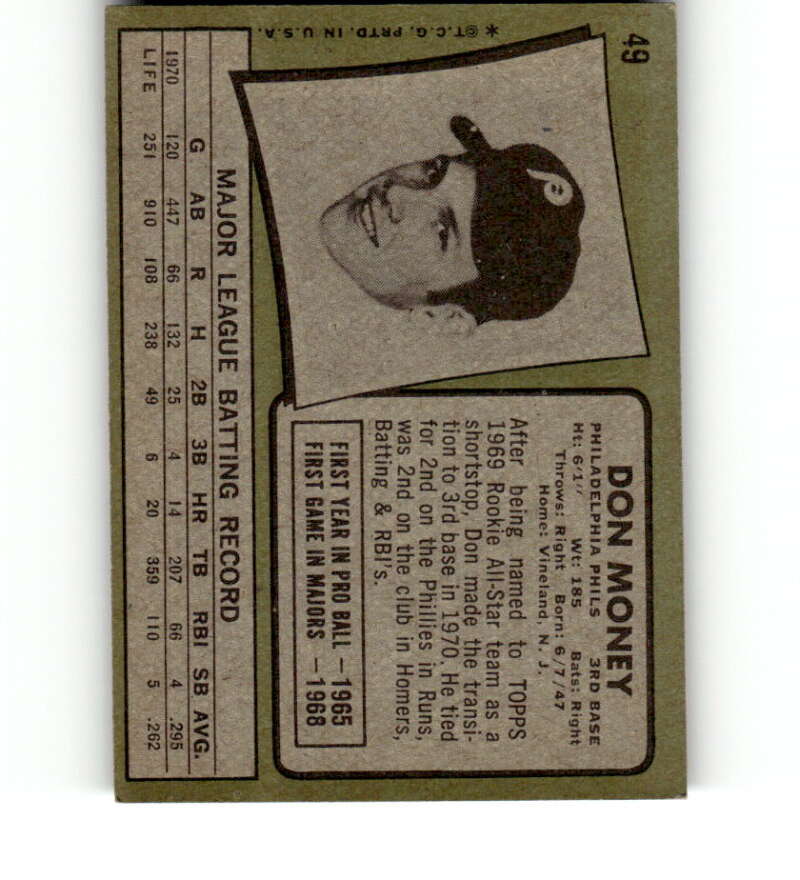 49
* © T.C.G. PRTD. IN U.S.A.
P
DON MONEY
PHILADELPHIA PHILS 3RD BASE
Ht: 6'1" Wt: 185 Bats: Right
Throws: Right Born: 6/7/47
Home: Vineland, N. J.
After being named to TOPPS
1969 Rookie All-Star team as a
shortstop, Don made the transi-
tion to 3rd base in 1970. He tied
for 2nd on the Phillies in Runs,
was 2nd on the club in Homers,
Batting & RBI's.
FIRST YEAR IN PRO BALL — 1965
FIRST GAME IN MAJORS — 1968
MAJOR LEAGUE BATTING RECORD
G AB R H 2B 3B HR TB RBI SB AVG.
1970 120 447 66 132 25 4 14 207 66 4 .295
LIFE 251 910 108 238 49 6 20 359 110 5 .262